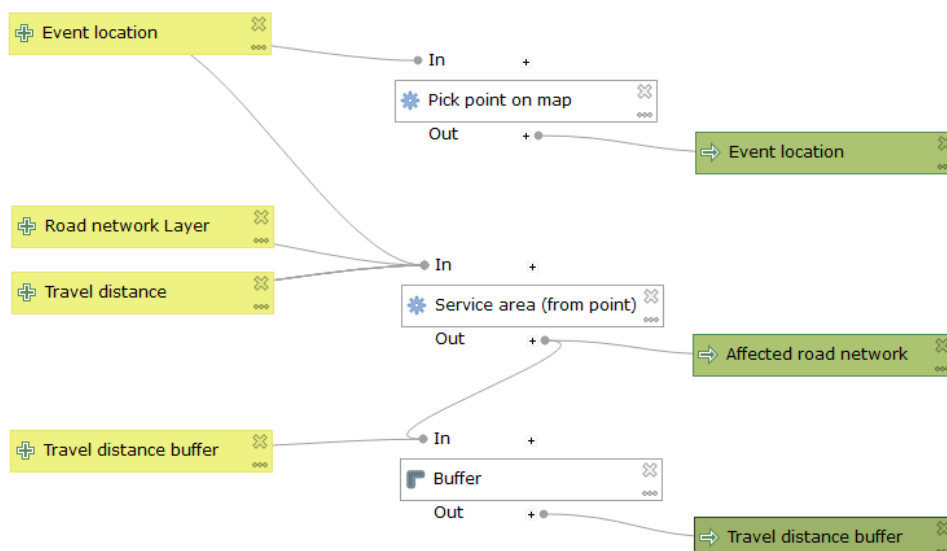 Event location
In
Pick point on map
Out
Event location
Road network Layer
In
Travel distance
Service area (from point)
Out
Affected road network
In
Travel distance buffer
Buffer
Out
Travel distance buffer